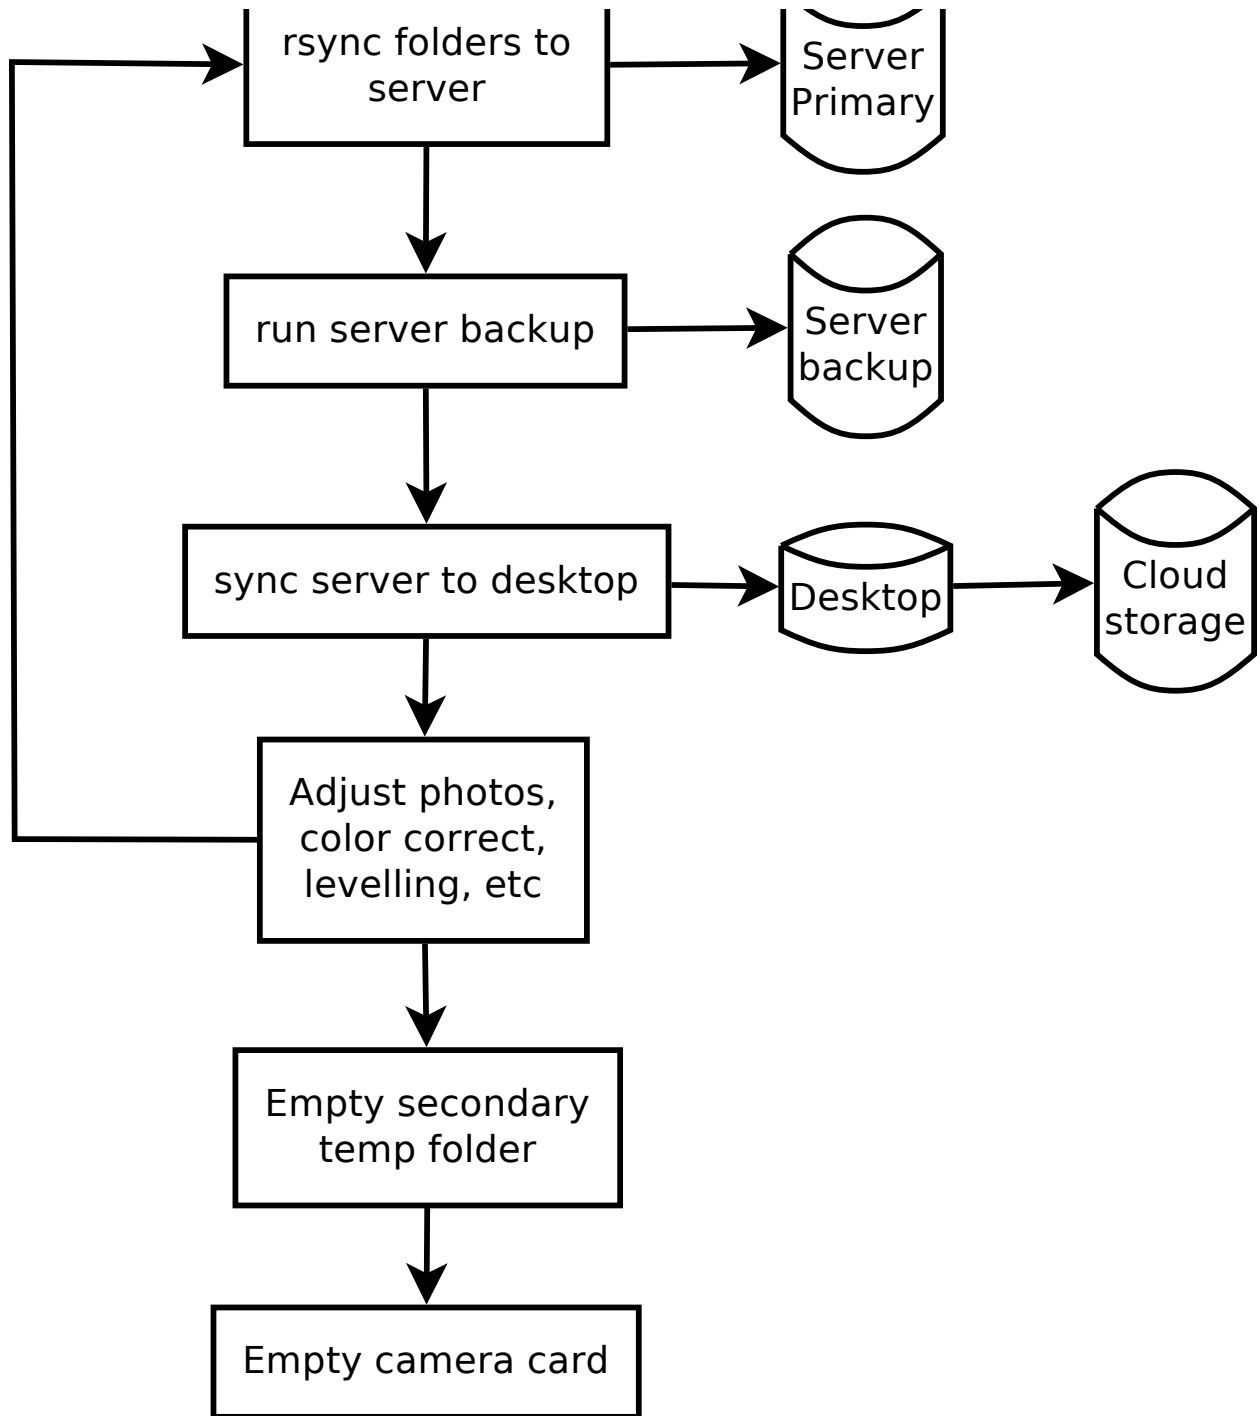 rsync folders to
server
Server
Primary
run server backup
Server
backup
sync server to desktop
Desktop
Cloud
storage
Adjust photos,
color correct,
levelling, etc
Empty secondary
temp folder
Empty camera card